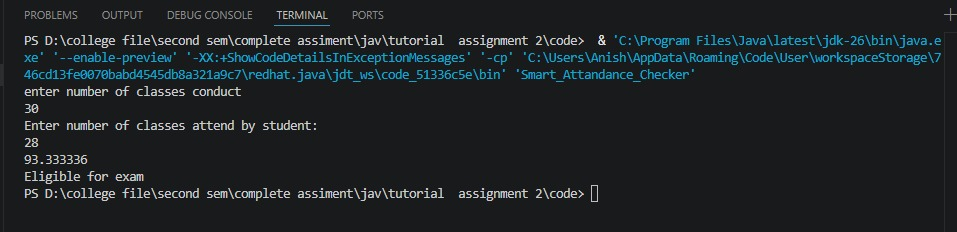 PROBLEMS OUTPUT DEBUG CONSOLE TERMINAL PORTS
PS D:\college file\second sem\complete assiment\jav\tutorial  assignment 2\code>  & 'C:\Program Files\Java\latest\jdk-26\bin\java.e
xe' '--enable-preview' '-XX:+ShowCodeDetailsInExceptionMessages' '-cp' 'C:\Users\Anish\AppData\Roaming\Code\User\workspaceStorage\7
46cd13fe0070babd4545db8a321a9c7\redhat.java\jdt_ws\code_51336c5e\bin' 'Smart_Attandance_Checker'
enter number of classes conduct
30
Enter number of classes attend by student:
28
93.333336
Eligible for exam
PS D:\college file\second sem\complete assiment\jav\tutorial  assignment 2\code>